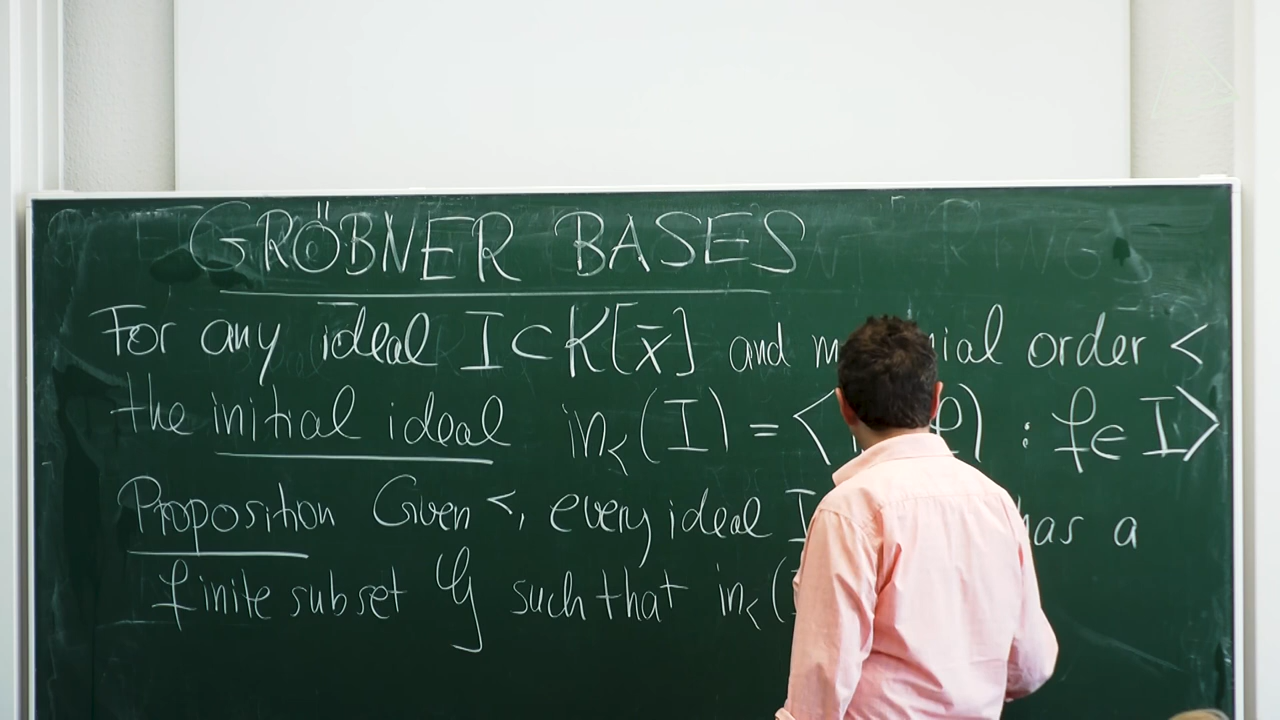 GRÖBNER BASES
For any ideal I ⊂ K[x̄] and order <
the initial ideal in<(I) = < : f ∈ I>
Proposition Given <, every ideal I has a
finite subset G such that in<(